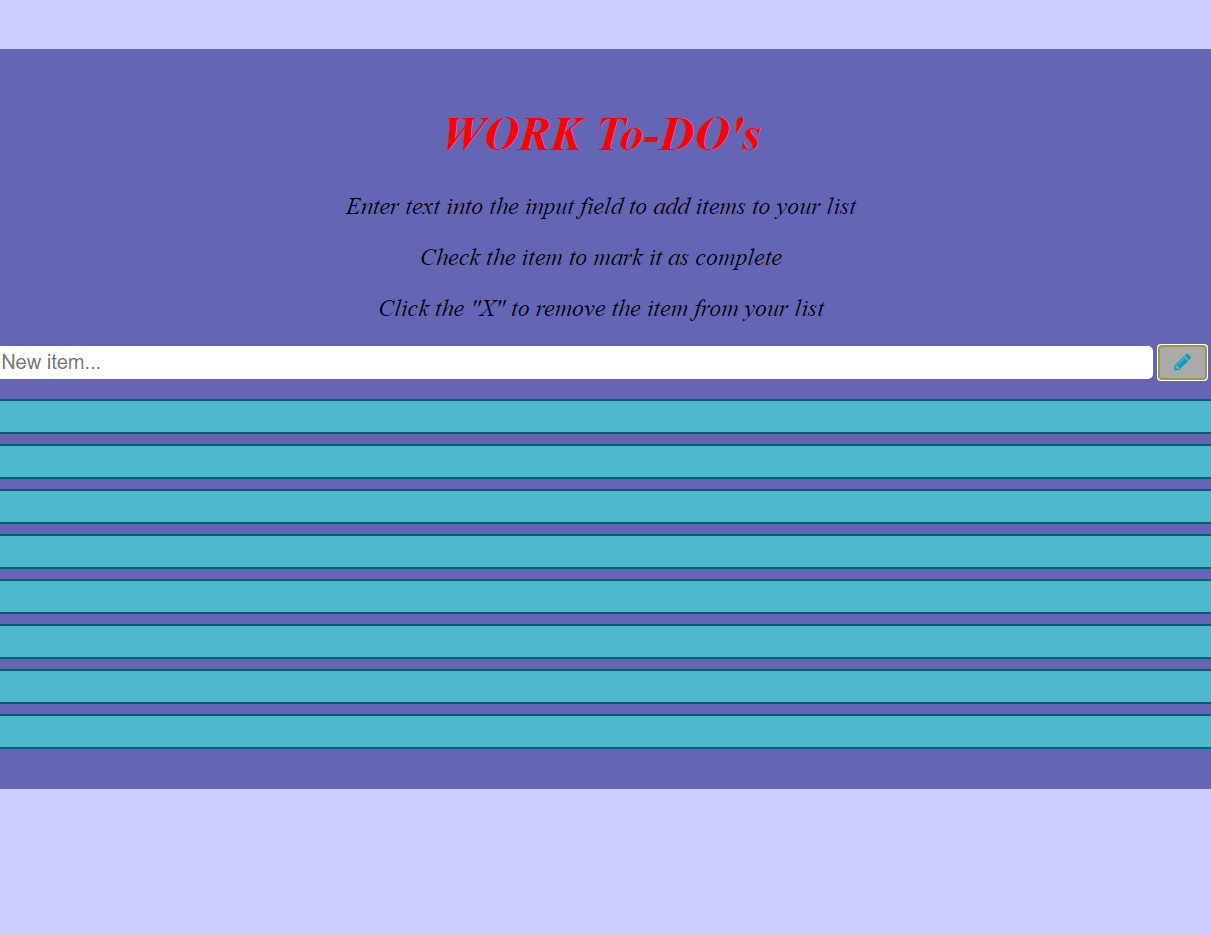 WORK To-DO's
Enter text into the input field to add items to your list
Check the item to mark it as complete
Click the "X" to remove the item from your list
New item...